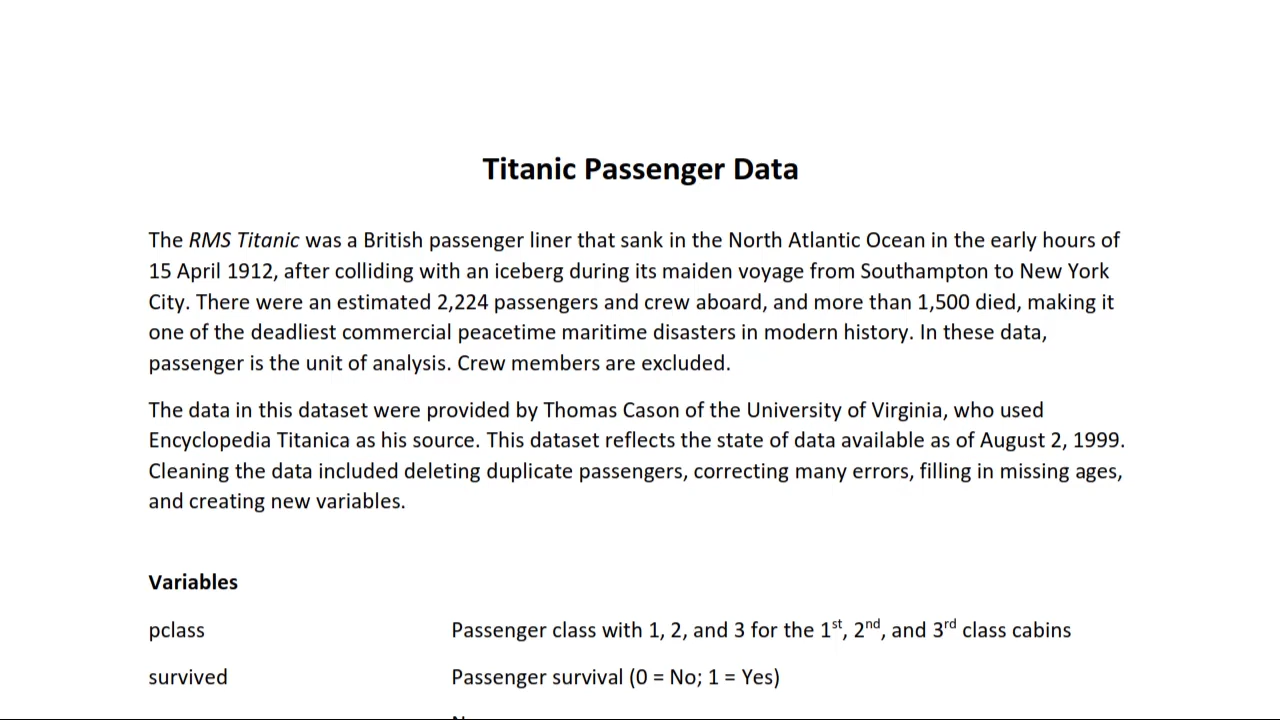 Titanic Passenger Data
The RMS Titanic was a British passenger liner that sank in the North Atlantic Ocean in the early hours of
15 April 1912, after colliding with an iceberg during its maiden voyage from Southampton to New York
City. There were an estimated 2,224 passengers and crew aboard, and more than 1,500 died, making it
one of the deadliest commercial peacetime maritime disasters in modern history. In these data,
passenger is the unit of analysis. Crew members are excluded.
The data in this dataset were provided by Thomas Cason of the University of Virginia, who used
Encyclopedia Titanica as his source. This dataset reflects the state of data available as of August 2, 1999.
Cleaning the data included deleting duplicate passengers, correcting many errors, filling in missing ages,
and creating new variables.
Variables
pclass Passenger class with 1, 2, and 3 for the 1st, 2nd, and 3rd class cabins
survived Passenger survival (0 = No; 1 = Yes)